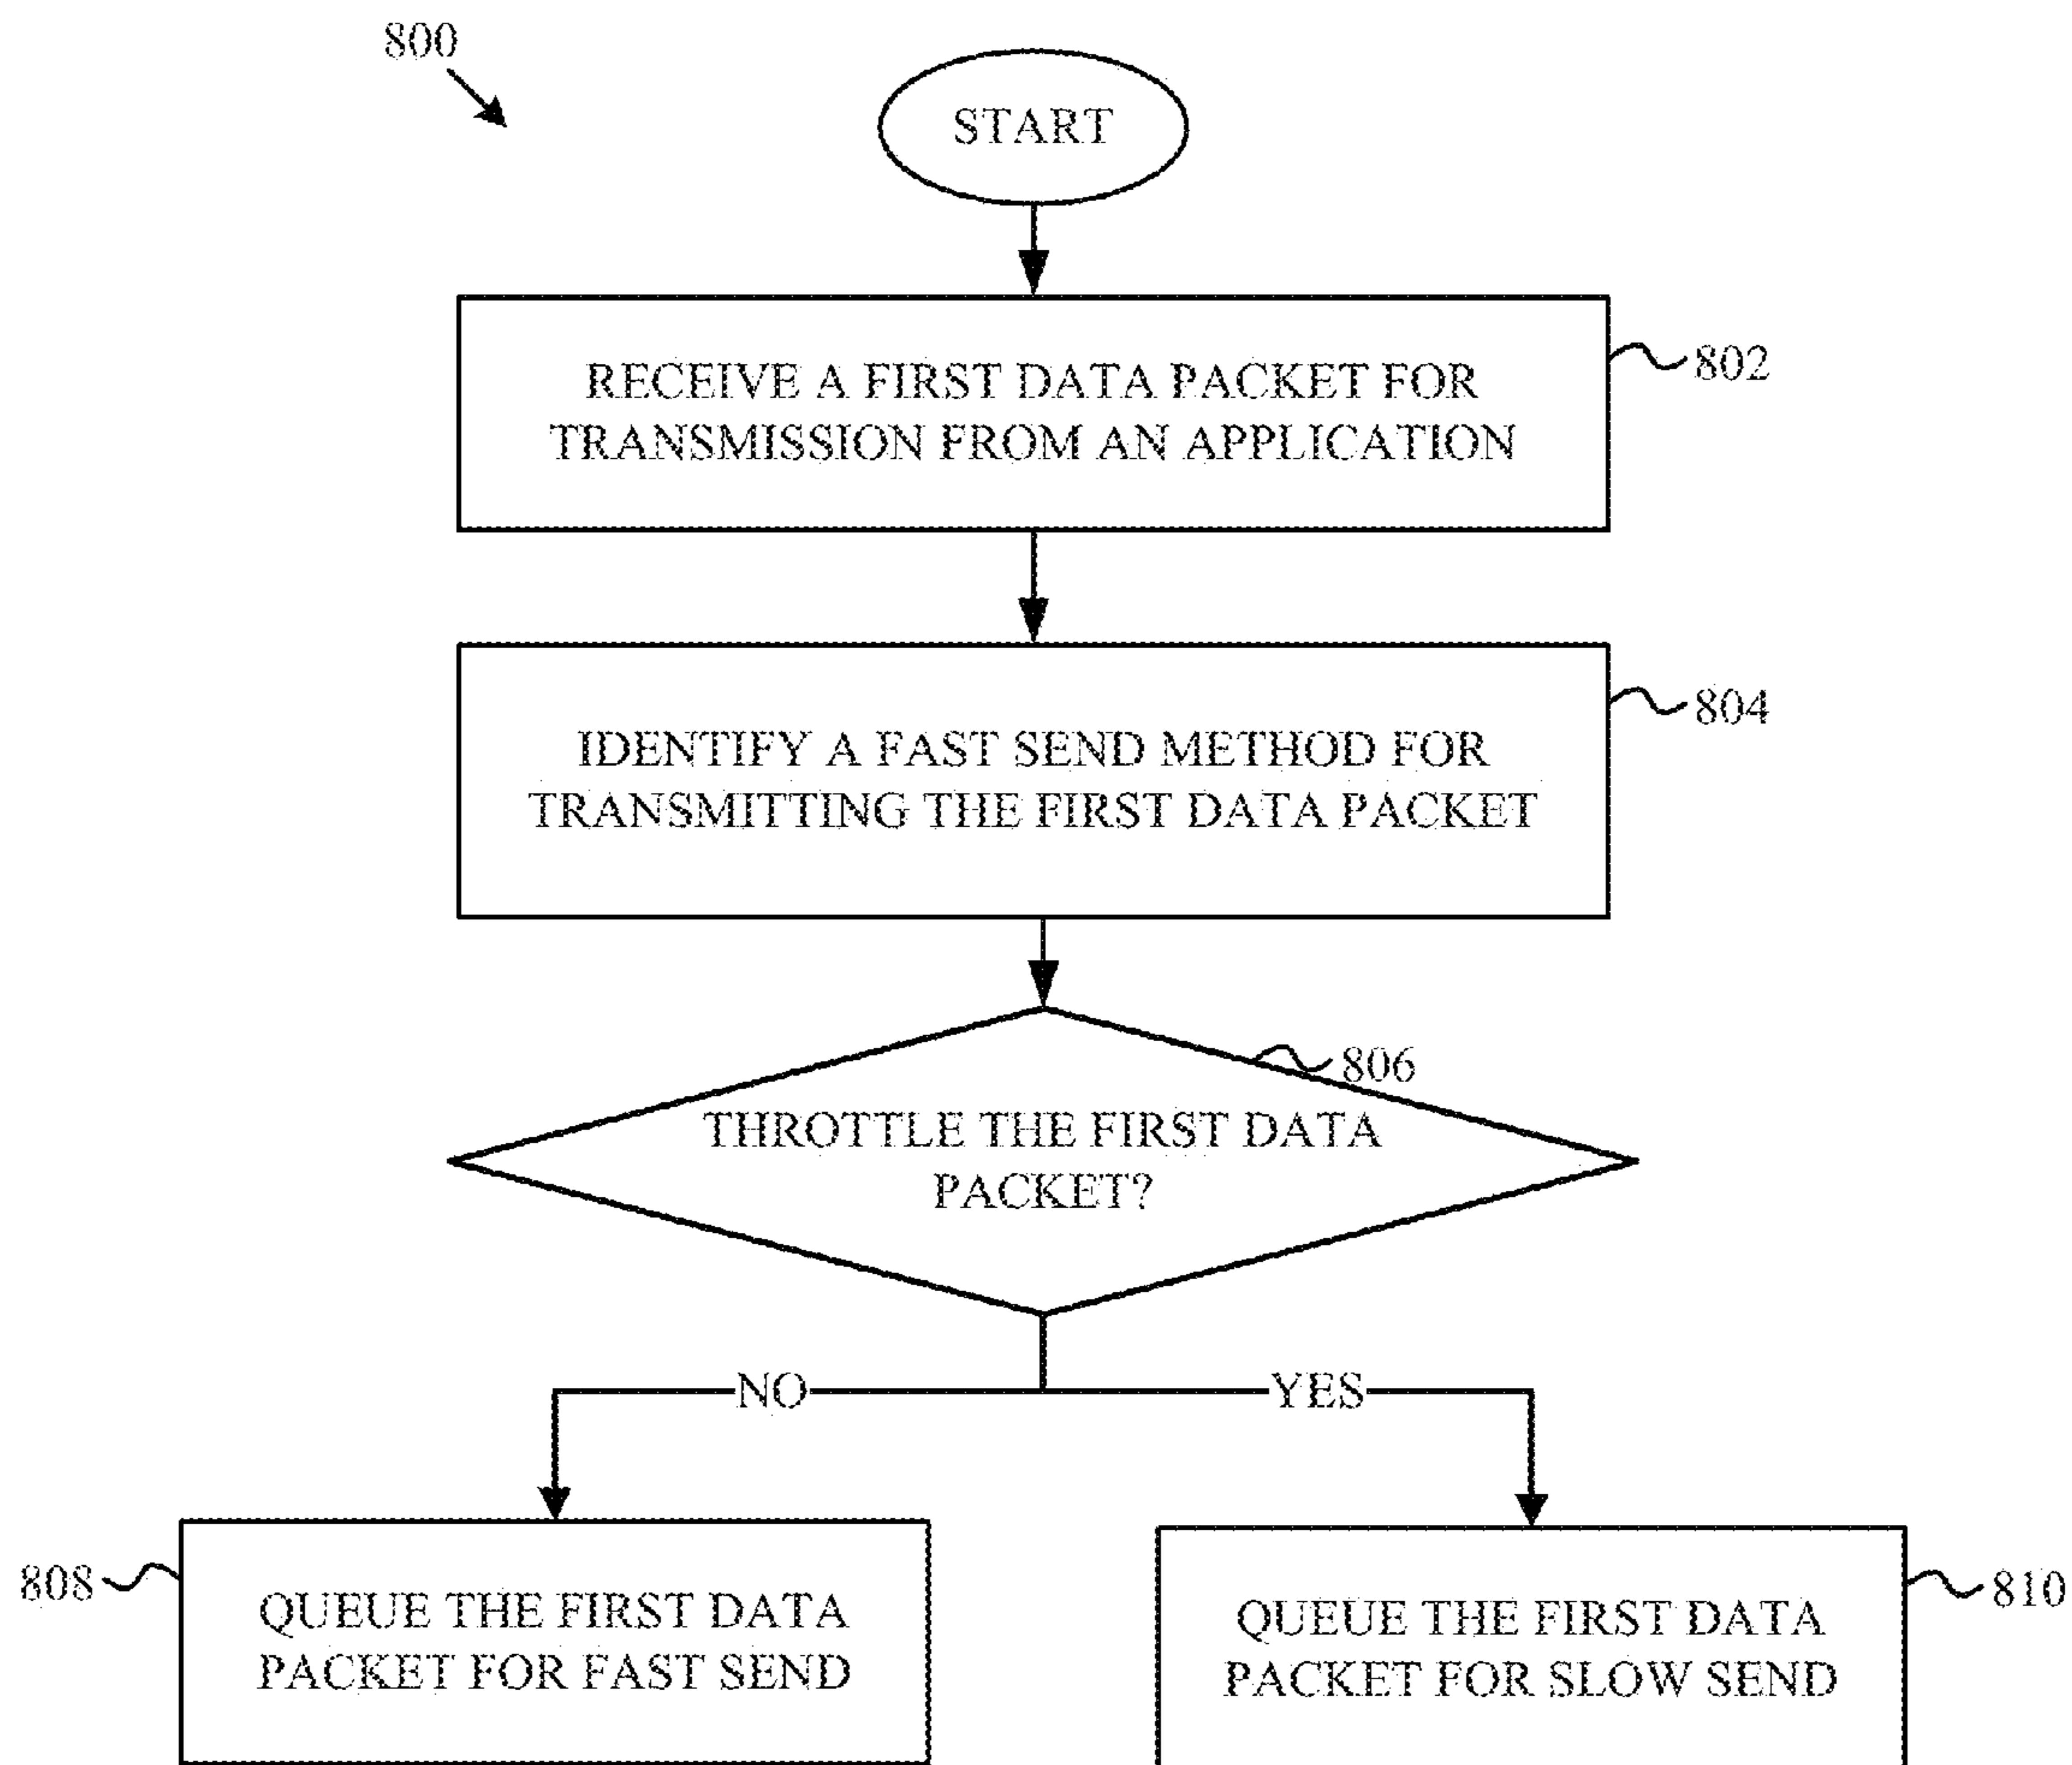 800
START
RECEIVE A FIRST DATA PACKET FOR
TRANSMISSION FROM AN APPLICATION
802
IDENTIFY A FAST SEND METHOD FOR
TRANSMITTING THE FIRST DATA PACKET
804
806
THROTTLE THE FIRST DATA
PACKET?
NO
YES
808
QUEUE THE FIRST DATA
PACKET FOR FAST SEND
QUEUE THE FIRST DATA
PACKET FOR SLOW SEND
810